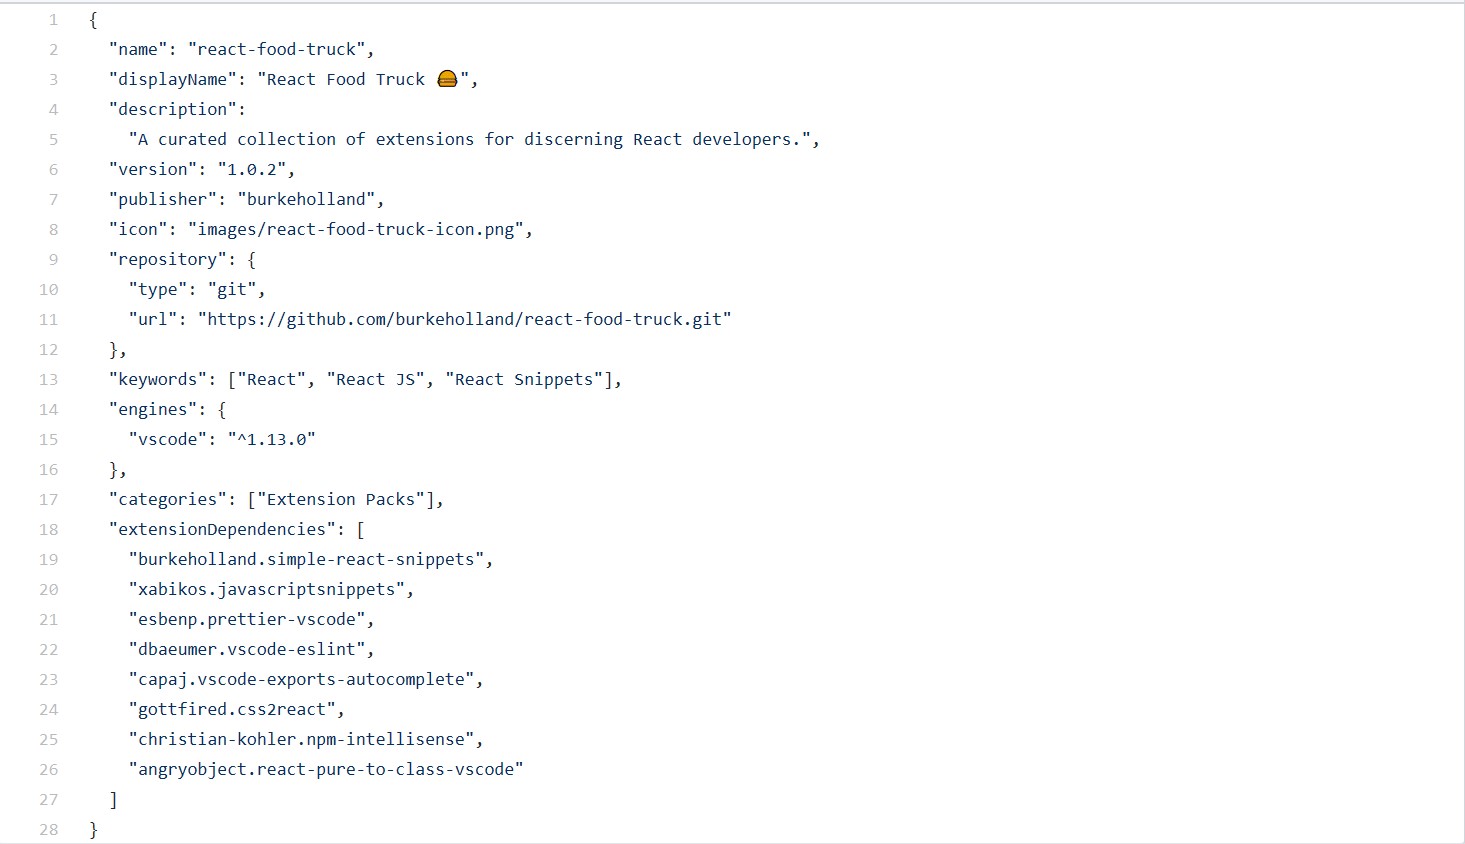 1 {
2 "name": "react-food-truck",
3 "displayName": "React Food Truck 🍔",
4 "description":
5 "A curated collection of extensions for discerning React developers.",
6 "version": "1.0.2",
7 "publisher": "burkeholland",
8 "icon": "images/react-food-truck-icon.png",
9 "repository": {
10 "type": "git",
11 "url": "https://github.com/burkeholland/react-food-truck.git"
12 },
13 "keywords": ["React", "React JS", "React Snippets"],
14 "engines": {
15 "vscode": "^1.13.0"
16 },
17 "categories": ["Extension Packs"],
18 "extensionDependencies": [
19 "burkeholland.simple-react-snippets",
20 "xabikos.javascriptsnippets",
21 "esbenp.prettier-vscode",
22 "dbaeumer.vscode-eslint",
23 "capaj.vscode-exports-autocomplete",
24 "gottfired.css2react",
25 "christian-kohler.npm-intellisense",
26 "angryobject.react-pure-to-class-vscode"
27 ]
28 }